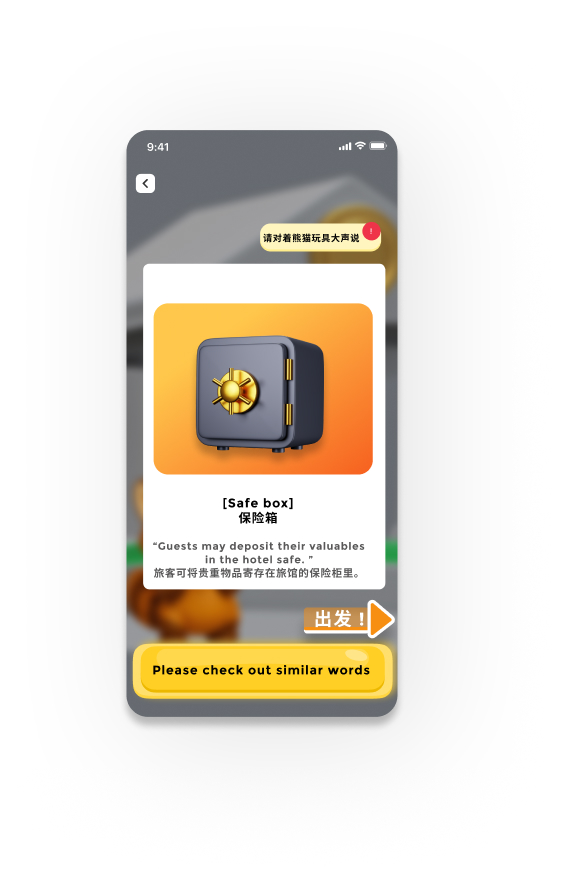 9:41
请对着熊猫玩具大声说
!
[Safe box]
保险箱
“Guests may deposit their valuables
in the hotel safe. ”
旅客可将贵重物品寄存在旅馆的保险柜里。
出发！
Please check out similar words